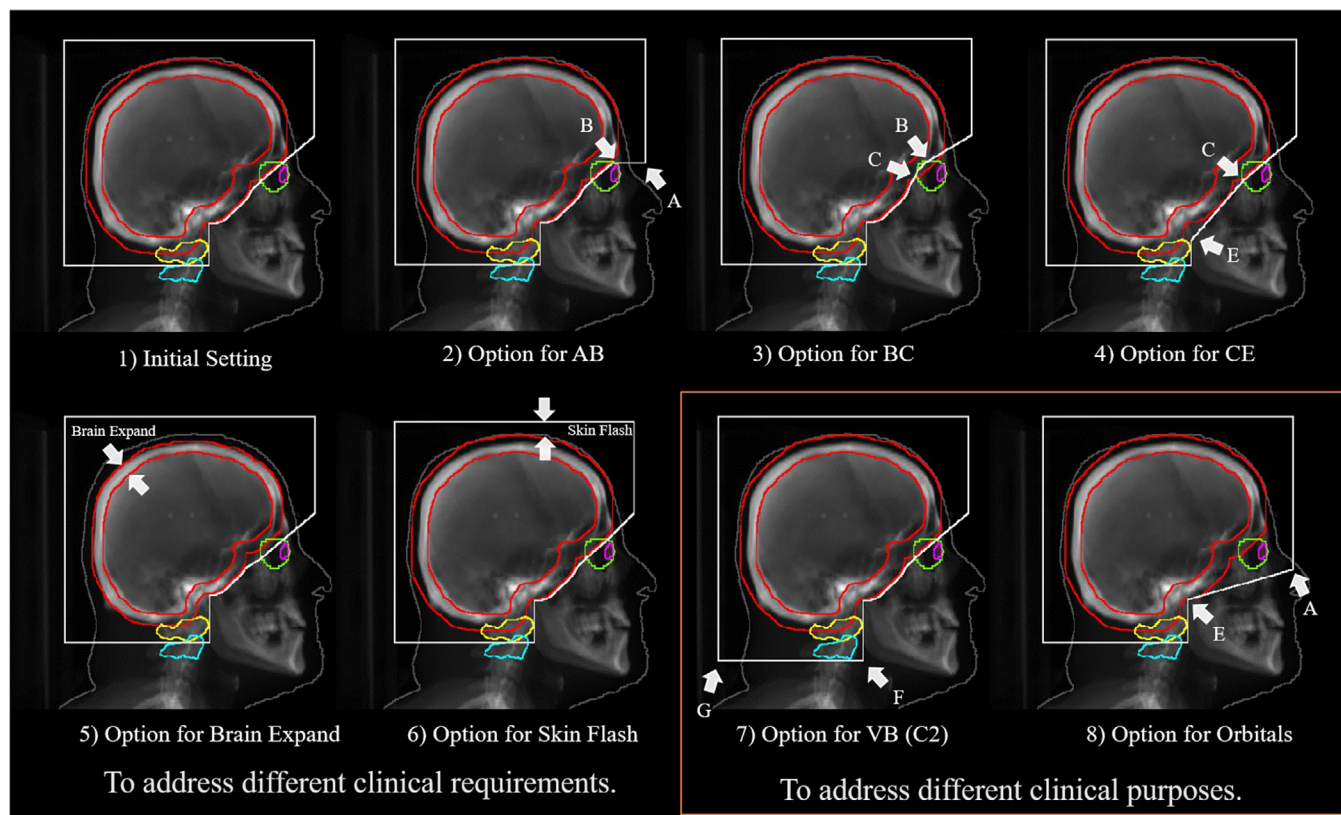 B
A
B
C
C
E
1) Initial Setting
2) Option for AB
3) Option for BC
4) Option for CE
Brain Expand
Skin Flash
G
F
E
A
5) Option for Brain Expand
6) Option for Skin Flash
7) Option for VB (C2)
8) Option for Orbitals
To address different clinical requirements.
To address different clinical purposes.